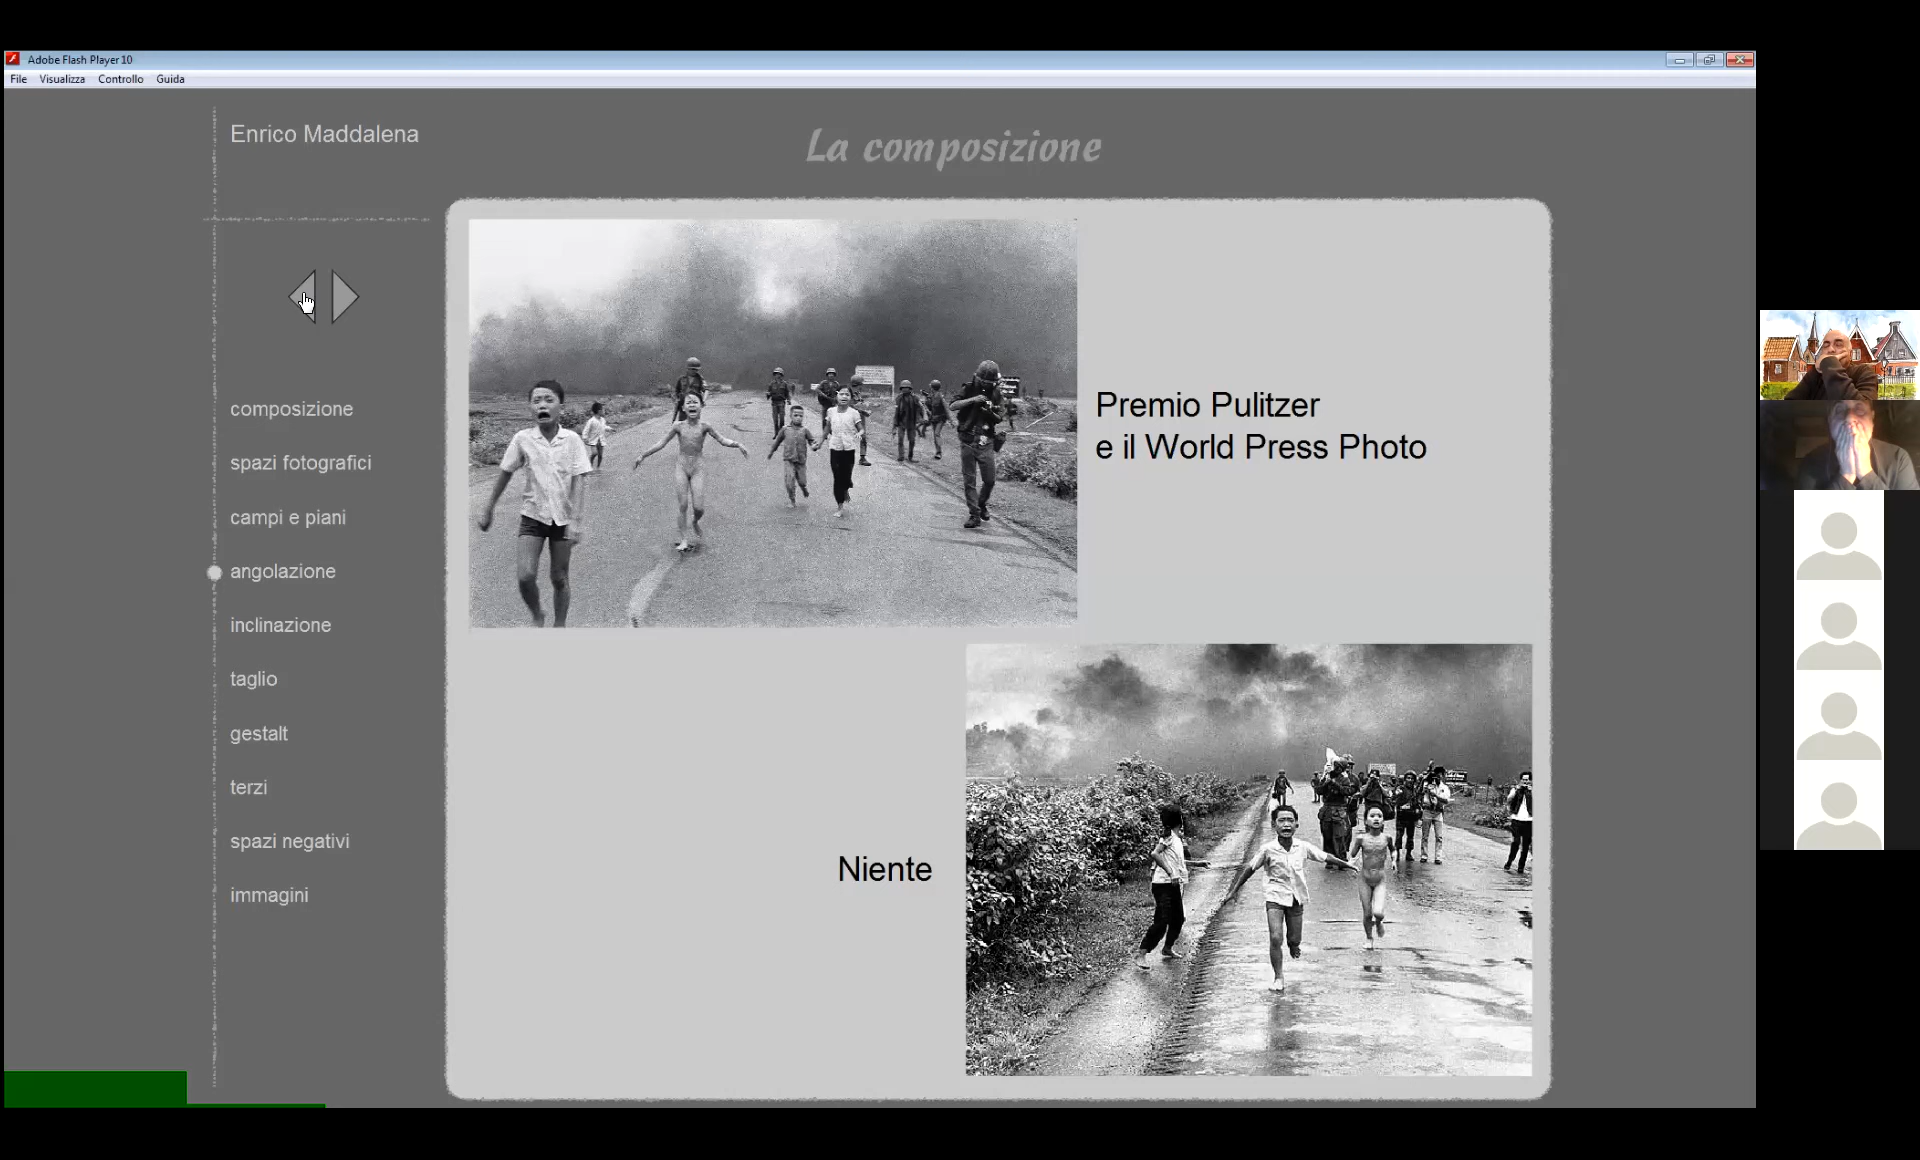 Adobe Flash Player 10
File Visualizza Controllo Guida
Enrico Maddalena
La composizione
composizione
spazi fotografici
campi e piani
angolazione
inclinazione
taglio
gestalt
terzi
spazi negativi
immagini
Premio Pulitzer
e il World Press Photo
Niente